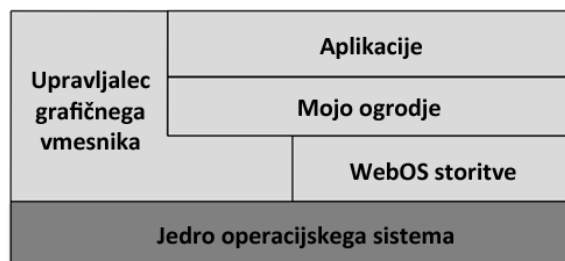 Upravljalec
grafičnega
vmesnika
Aplikacije
Mojo ogrodje
WebOS storitve
Jedro operacijskega sistema